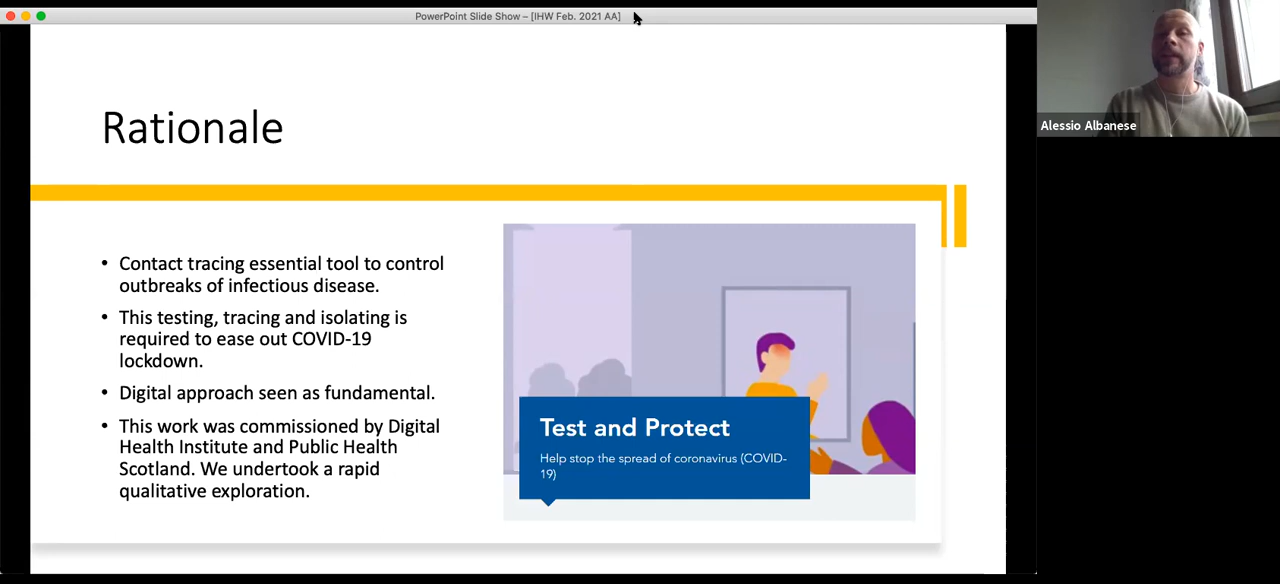 PowerPoint Slide Show – [IHW Feb. 2021 AA]
Alessio Albanese
Rationale
• Contact tracing essential tool to control
outbreaks of infectious disease.
• This testing, tracing and isolating is
required to ease out COVID-19
lockdown.
• Digital approach seen as fundamental.
• This work was commissioned by Digital
Health Institute and Public Health
Scotland. We undertook a rapid
qualitative exploration.
Test and Protect
Help stop the spread of coronavirus (COVID-
19)